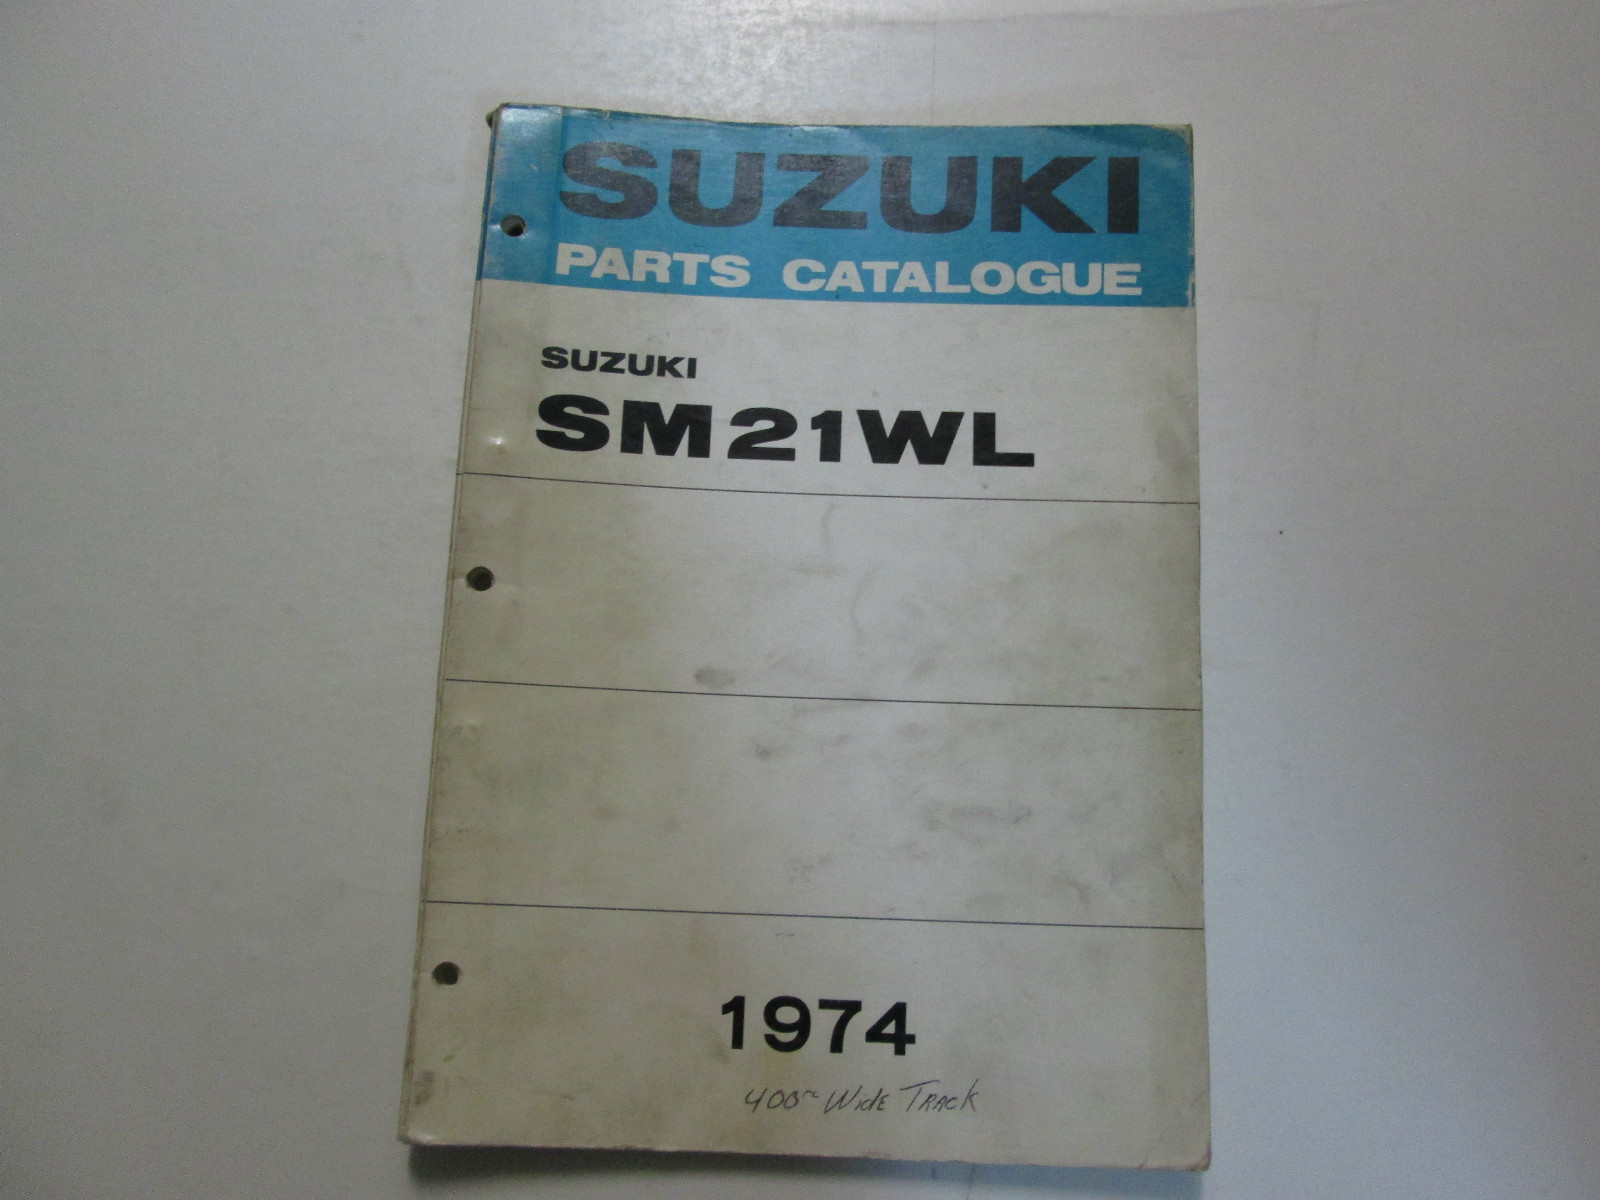 SUZUKI
PARTS CATALOGUE
SUZUKI
SM21WL
1974
400cc Wide Track